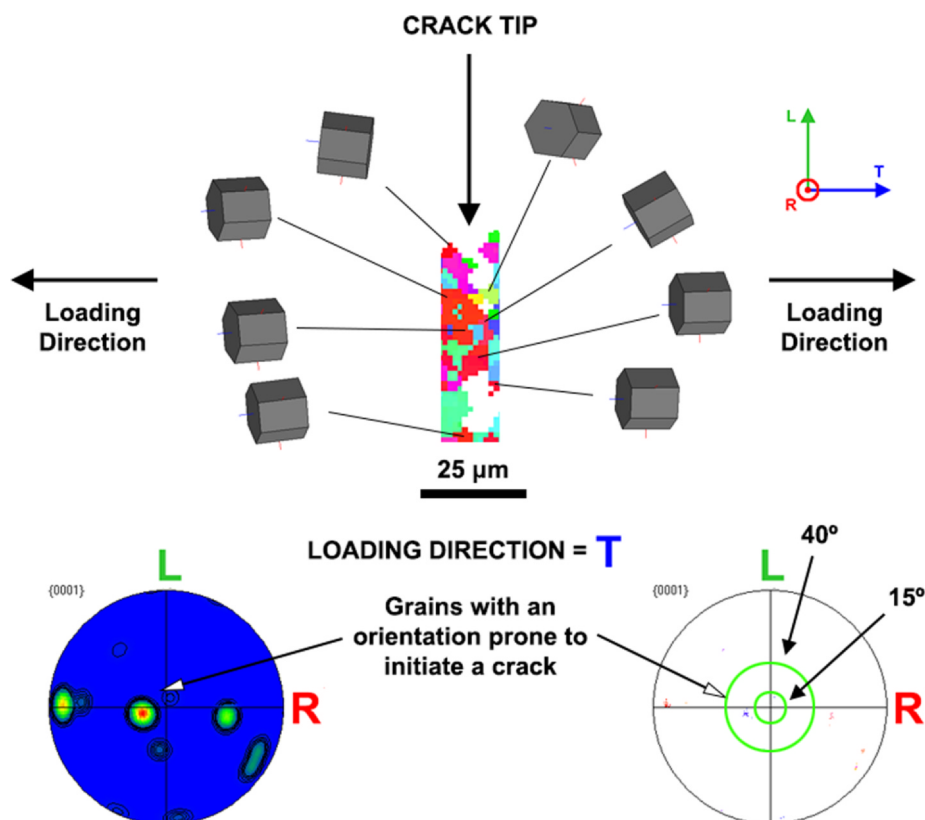 CRACK TIP
L
T
R
Loading
Direction
Loading
Direction
25 µm
LOADING DIRECTION = T
40º
15º
L
{0001}
Grains with an
orientation prone to
initiate a crack
R
L
{0001}
R